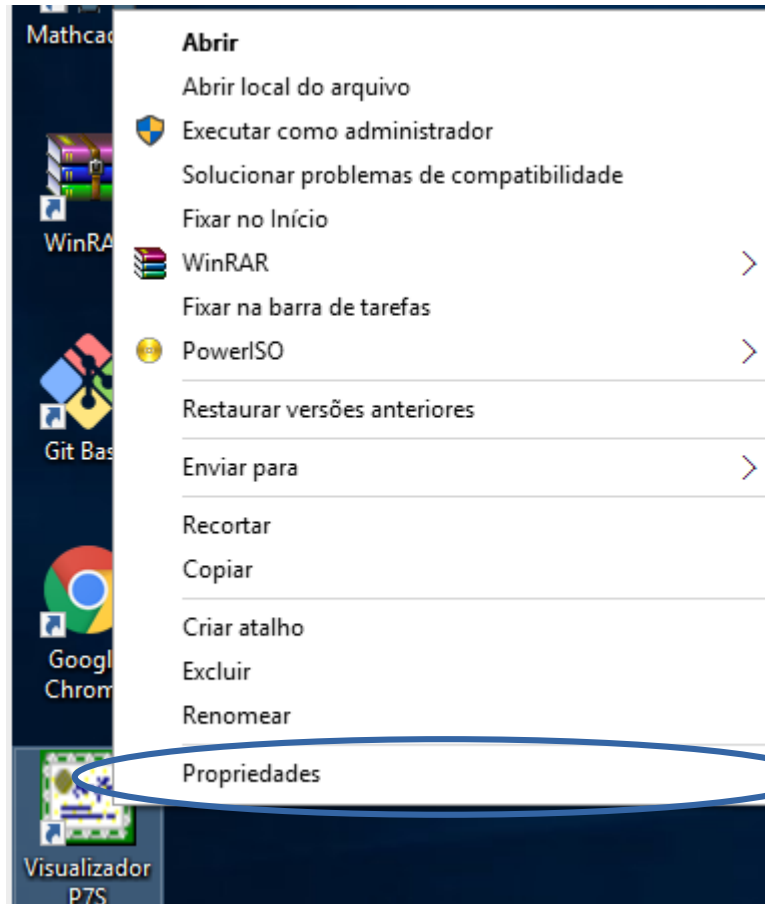 Mathcad
Abrir
Abrir local do arquivo
Executar como administrador
Solucionar problemas de compatibilidade
Fixar no Início
WinRA
WinRAR
Fixar na barra de tarefas
PowerISO
Restaurar versões anteriores
Git Bas
Enviar para
Recortar
Copiar
Criar atalho
Googl
Chrom
Excluir
Renomear
Propriedades
Visualizador
P7S